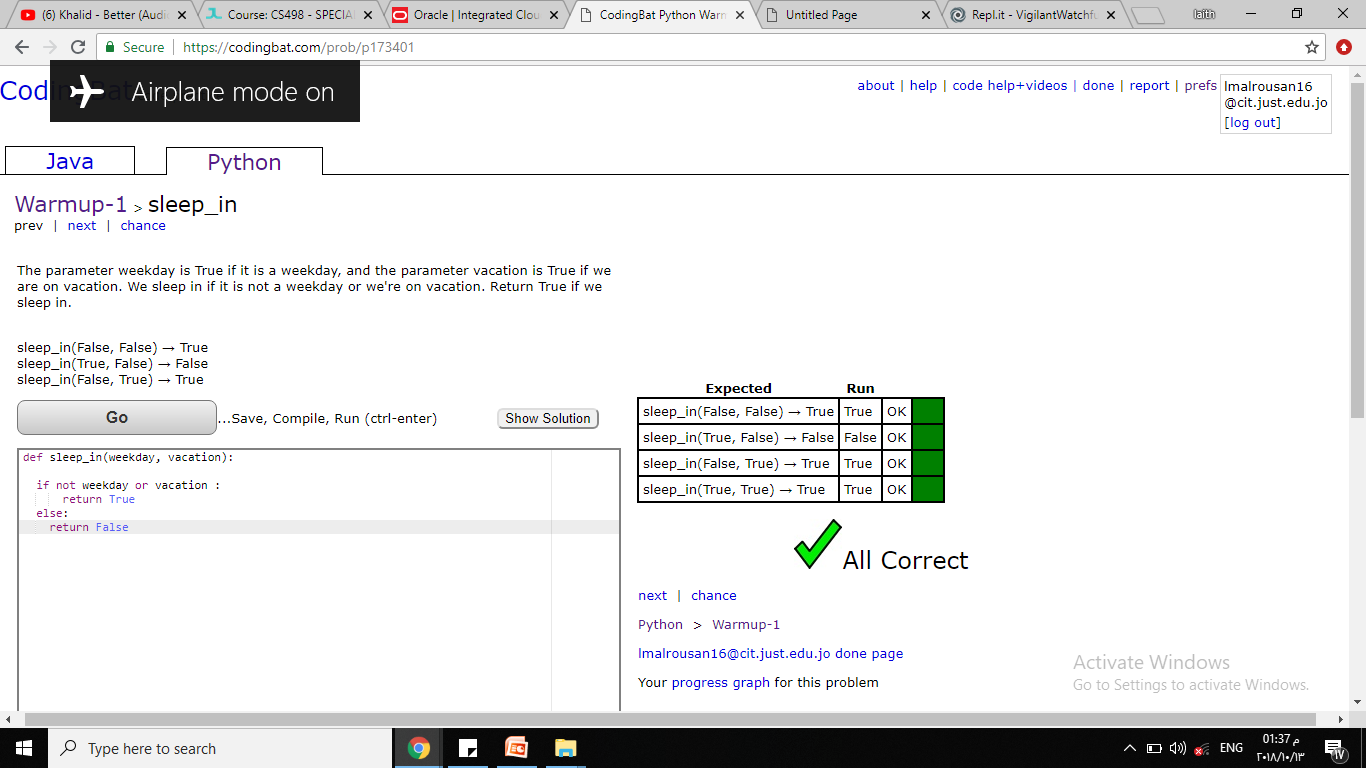 (6) Khalid - Better (Audi
Course: CS498 - SPECIA
Oracle | Integrated Clou
CodingBat Python Warn
Untitled Page
Repl.it - VigilantWatchfu
laith
Secure
https://codingbat.com/prob/p173401
Cod
Airplane mode on
about | help | code help+videos | done | report | prefs
lmalrousan16
@cit.just.edu.jo
[log out]
Java
Python
Warmup-1 > sleep_in
prev | next | chance
The parameter weekday is True if it is a weekday, and the parameter vacation is True if we
are on vacation. We sleep in if it is not a weekday or we're on vacation. Return True if we
sleep in.
sleep_in(False, False) → True
sleep_in(True, False) → False
sleep_in(False, True) → True
Go
...Save, Compile, Run (ctrl-enter)
Show Solution
def sleep_in(weekday, vacation):
if not weekday or vacation :
return True
else:
return False
Expected Run
sleep_in(False, False) → True True OK
sleep_in(True, False) → False False OK
sleep_in(False, True) → True True OK
sleep_in(True, True) → True True OK
All Correct
next | chance
Python > Warmup-1
lmalrousan16@cit.just.edu.jo done page
Your progress graph for this problem
Activate Windows
Go to Settings to activate Windows.
Type here to search
ENG
01:37 م
٢٠١٨/١٠/١٣